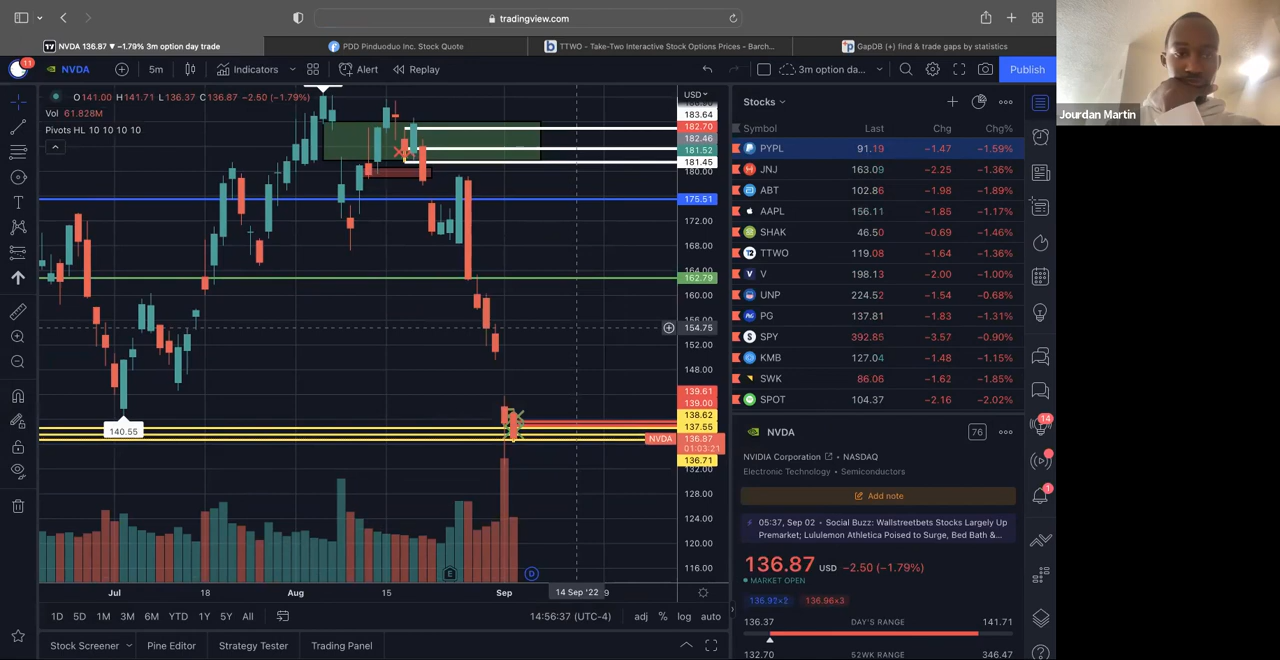 tradingview.com
NVDA 136.87 ▼ −1.79% 3m option day trade
PDD Pinduoduo Inc. Stock Quote
TTWO - Take-Two Interactive Stock Options Prices - Barch...
GapDB (+) find & trade gaps by statistics
11
NVDA
5m
Indicators
Alert
Replay
3m option da...
Publish
O141.00 H141.71 L136.37 C136.87 −2.50 (−1.79%)
Vol 61.828M
Pivots HL 10 10 10 10
USD
183.64
182.70
182.46
181.52
181.45
180.00
175.51
172.00
168.00
164.00
162.79
160.00
156.00
154.75
152.00
148.00
139.61
139.00
138.62
137.55
NVDA 136.87
01:03:21
136.71
132.00
128.00
124.00
120.00
116.00
140.55
E
D
Jul
18
Aug
15
Sep
14 Sep '22
1D 5D 1M 3M 6M YTD 1Y 5Y All
14:56:37 (UTC-4)
adj % log auto
Stock Screener
Pine Editor
Strategy Tester
Trading Panel
Stocks
Symbol Last Chg Chg%
PYPL 91.19 −1.47 −1.59%
JNJ 163.09 −2.25 −1.36%
ABT 102.86 −1.98 −1.89%
AAPL 156.11 −1.85 −1.17%
SHAK 46.50 −0.69 −1.46%
TTWO 119.08 −1.64 −1.36%
V 198.13 −2.00 −1.00%
UNP 224.52 −1.54 −0.68%
PG 137.81 −1.83 −1.31%
SPY 392.85 −3.57 −0.90%
KMB 127.04 −1.48 −1.15%
SWK 86.06 −1.62 −1.85%
SPOT 104.37 −2.16 −2.02%
NVDA
76
NVIDIA Corporation • NASDAQ
Electronic Technology • Semiconductors
Add note
05:37, Sep 02 • Social Buzz: Wallstreetbets Stocks Largely Up
Premarket; Lululemon Athletica Poised to Surge, Bed Bath &...
136.87 USD −2.50 (−1.79%)
MARKET OPEN
136.92×2
136.96×3
136.37 DAY'S RANGE 141.71
132.70 52WK RANGE 346.47
14
1
Jourdan Martin